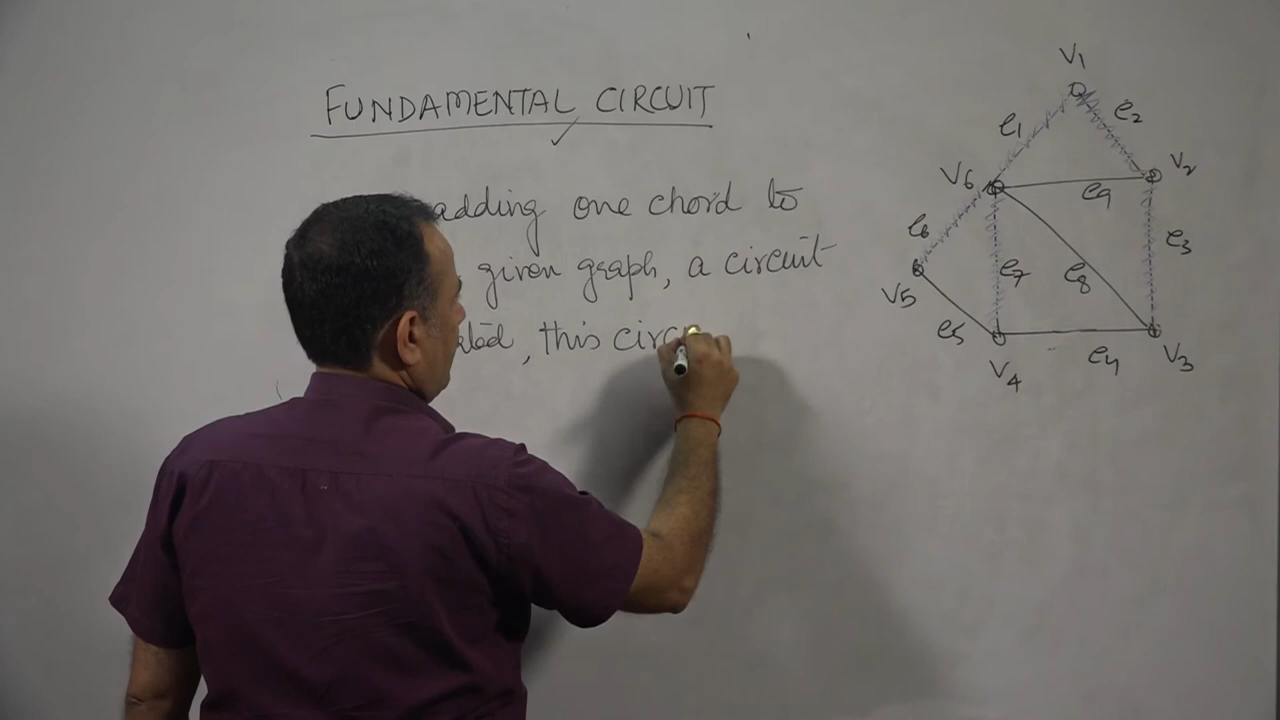 FUNDAMENTAL CIRCUIT
adding one chord to
given graph, a circuit
, this circ
V1
e1
e2
V6
V2
e9
e6
e3
e7
e8
V5
e5
e4
V4
V3